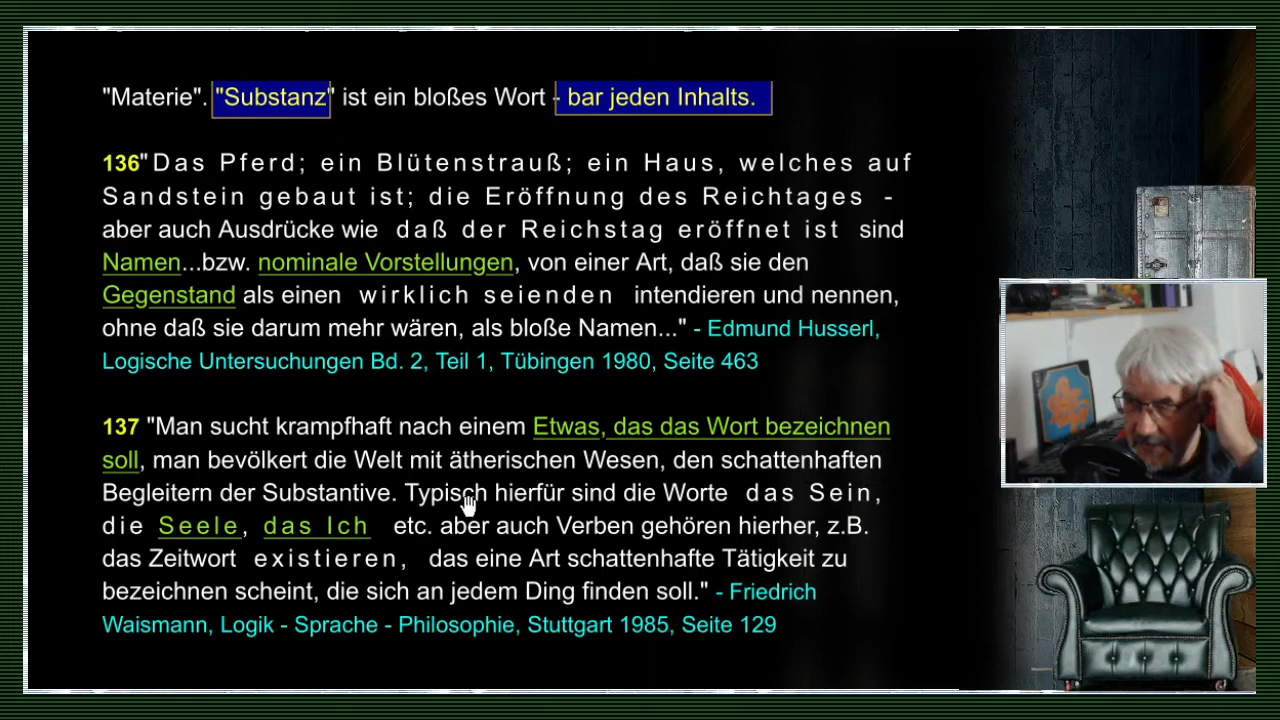 "Materie". "Substanz" ist ein bloßes Wort - bar jeden Inhalts.
136"Das Pferd; ein Blütenstrauß; ein Haus, welches auf
Sandstein gebaut ist; die Eröffnung des Reichtages -
aber auch Ausdrücke wie daß der Reichstag eröffnet ist sind
Namen...bzw. nominale Vorstellungen, von einer Art, daß sie den
Gegenstand als einen wirklich seienden intendieren und nennen,
ohne daß sie darum mehr wären, als bloße Namen..." - Edmund Husserl,
Logische Untersuchungen Bd. 2, Teil 1, Tübingen 1980, Seite 463
137 "Man sucht krampfhaft nach einem Etwas, das das Wort bezeichnen
soll, man bevölkert die Welt mit ätherischen Wesen, den schattenhaften
Begleitern der Substantive. Typisch hierfür sind die Worte das Sein,
die Seele, das Ich etc. aber auch Verben gehören hierher, z.B.
das Zeitwort existieren, das eine Art schattenhafte Tätigkeit zu
bezeichnen scheint, die sich an jedem Ding finden soll." - Friedrich
Waismann, Logik - Sprache - Philosophie, Stuttgart 1985, Seite 129